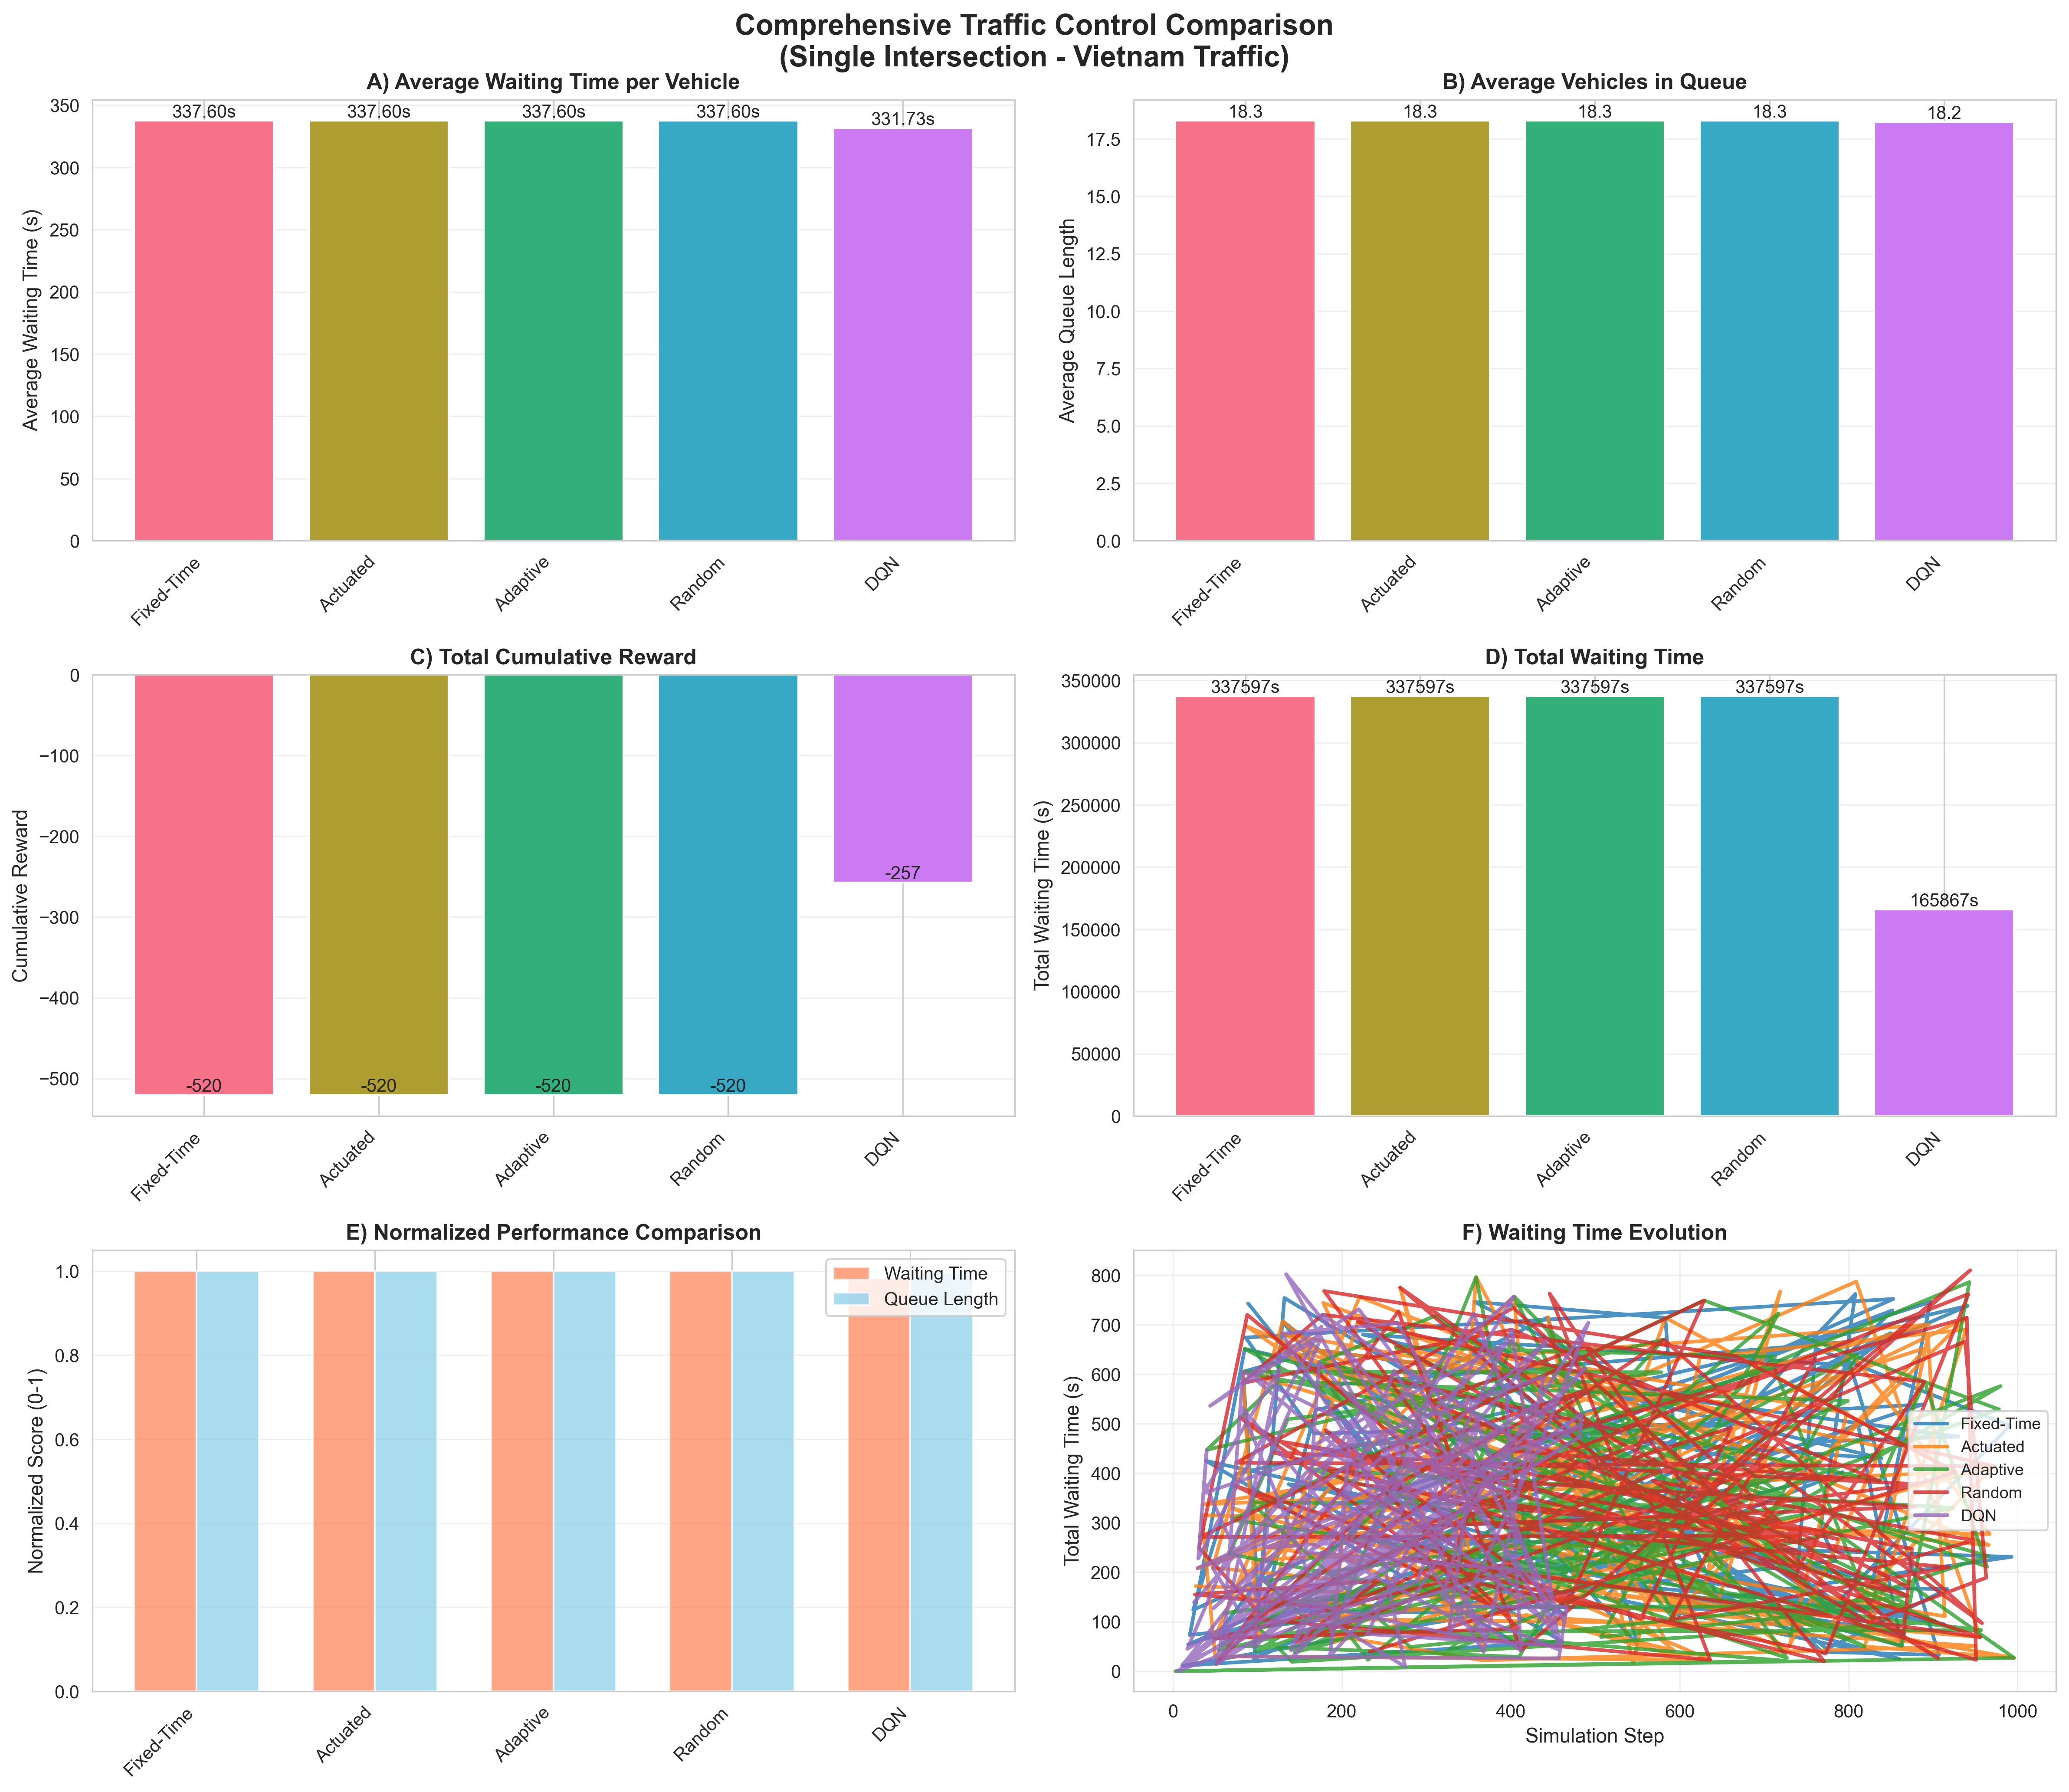 Comprehensive Traffic Control Comparison
(Single Intersection - Vietnam Traffic)
A) Average Waiting Time per Vehicle
Average Waiting Time (s)
350
300
250
200
150
100
50
0
337.60s
337.60s
337.60s
337.60s
331.73s
Fixed-Time
Actuated
Adaptive
Random
DQN
B) Average Vehicles in Queue
Average Queue Length
17.5
15.0
12.5
10.0
7.5
5.0
2.5
0.0
18.3
18.3
18.3
18.3
18.2
Fixed-Time
Actuated
Adaptive
Random
DQN
C) Total Cumulative Reward
Cumulative Reward
0
−100
−200
−300
−400
−500
-520
-520
-520
-520
-257
Fixed-Time
Actuated
Adaptive
Random
DQN
D) Total Waiting Time
Total Waiting Time (s)
350000
300000
250000
200000
150000
100000
50000
0
337597s
337597s
337597s
337597s
165867s
Fixed-Time
Actuated
Adaptive
Random
DQN
E) Normalized Performance Comparison
Normalized Score (0-1)
1.0
0.8
0.6
0.4
0.2
0.0
Waiting Time
Queue Length
Fixed-Time
Actuated
Adaptive
Random
DQN
F) Waiting Time Evolution
Total Waiting Time (s)
800
700
600
500
400
300
200
100
0
Fixed-Time
Actuated
Adaptive
Random
DQN
0
200
400
600
800
1000
Simulation Step